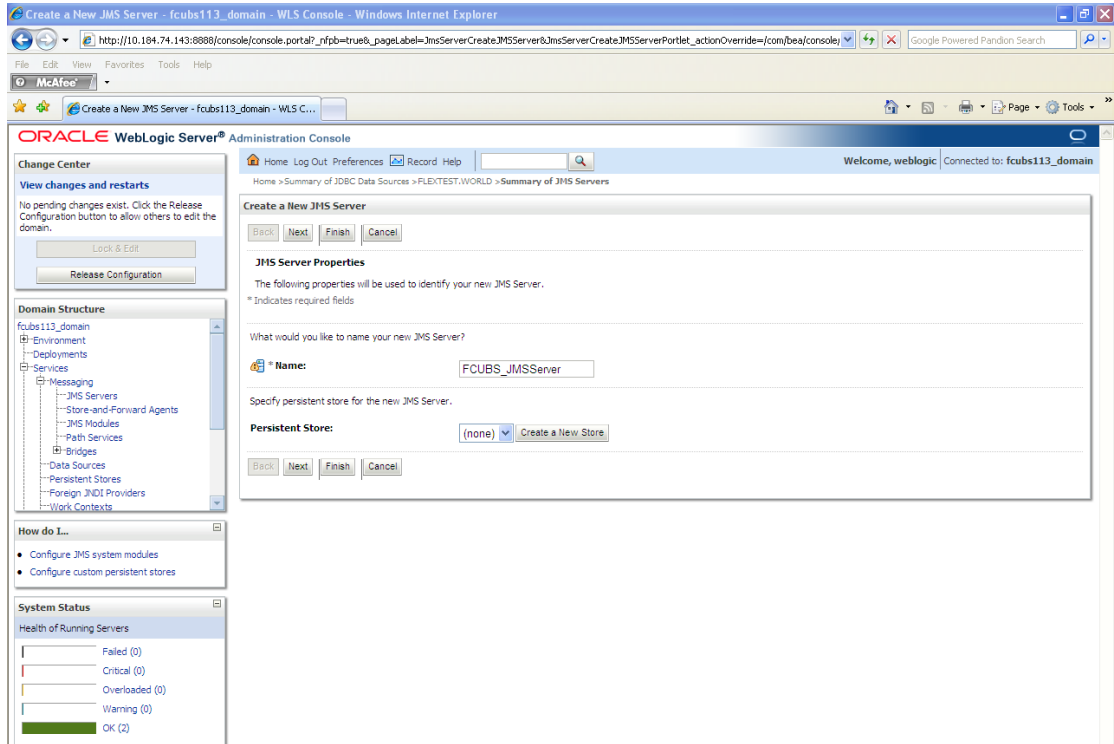 Create a New JMS Server - fcubs113_domain - WLS Console - Windows Internet Explorer
http://10.184.74.143:8888/console/console.portal?_nfpb=true&_pageLabel=JmsServerCreateJMSServer&JmsServerCreateJMSServerPortlet_actionOverride=/com/bea/console/
Google Powered Pandion Search
File Edit View Favorites Tools Help
McAfee
Create a New JMS Server - fcubs113_domain - WLS C...
Page Tools »
ORACLE WebLogic Server® Administration Console
Change Center
View changes and restarts
No pending changes exist. Click the Release
Configuration button to allow others to edit the
domain.
Lock & Edit
Release Configuration
Domain Structure
fcubs113_domain
Environment
Deployments
Services
Messaging
JMS Servers
Store-and-Forward Agents
JMS Modules
Path Services
Bridges
Data Sources
Persistent Stores
Foreign JNDI Providers
Work Contexts
How do I...
Configure JMS system modules
Configure custom persistent stores
System Status
Health of Running Servers
Failed (0)
Critical (0)
Overloaded (0)
Warning (0)
OK (2)
Home Log Out Preferences Record Help
Welcome, weblogic Connected to: fcubs113_domain
Home >Summary of JDBC Data Sources >FLEXTEST.WORLD >Summary of JMS Servers
Create a New JMS Server
Back Next Finish Cancel
JMS Server Properties
The following properties will be used to identify your new JMS Server.
* Indicates required fields
What would you like to name your new JMS Server?
* Name: FCUBS_JMSServer
Specify persistent store for the new JMS Server.
Persistent Store: (none) Create a New Store
Back Next Finish Cancel